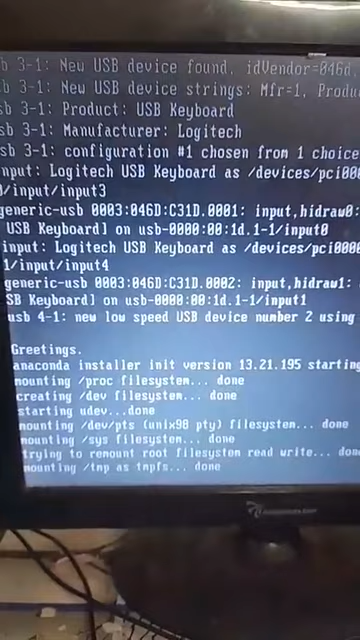 b 3-1: New USB device found, idVendor=046d,
b 3-1: New USB device strings: Mfr=1, Produ
sb 3-1: Product: USB Keyboard
sb 3-1: Manufacturer: Logitech
sb 3-1: configuration #1 chosen from 1 choice
input: Logitech USB Keyboard as /devices/pci000
0/input/input3
generic-usb 0003:046D:C31D.0001: input,hidraw0:
USB Keyboard] on usb-0000:00:1d.1-1/input0
input: Logitech USB Keyboard as /devices/pci0000
1/input/input4
generic-usb 0003:046D:C31D.0002: input,hidraw1:
SB Keyboard] on usb-0000:00:1d.1-1/input1
usb 4-1: new low speed USB device number 2 using
Greetings.
anaconda installer init version 13.21.195 starting
mounting /proc filesystem... done
creating /dev filesystem... done
starting udev...done
mounting /dev/pts (unix98 pty) filesystem... done
mounting /sys filesystem... done
trying to remount root filesystem read write... don
mounting /tmp as tmpfs... done